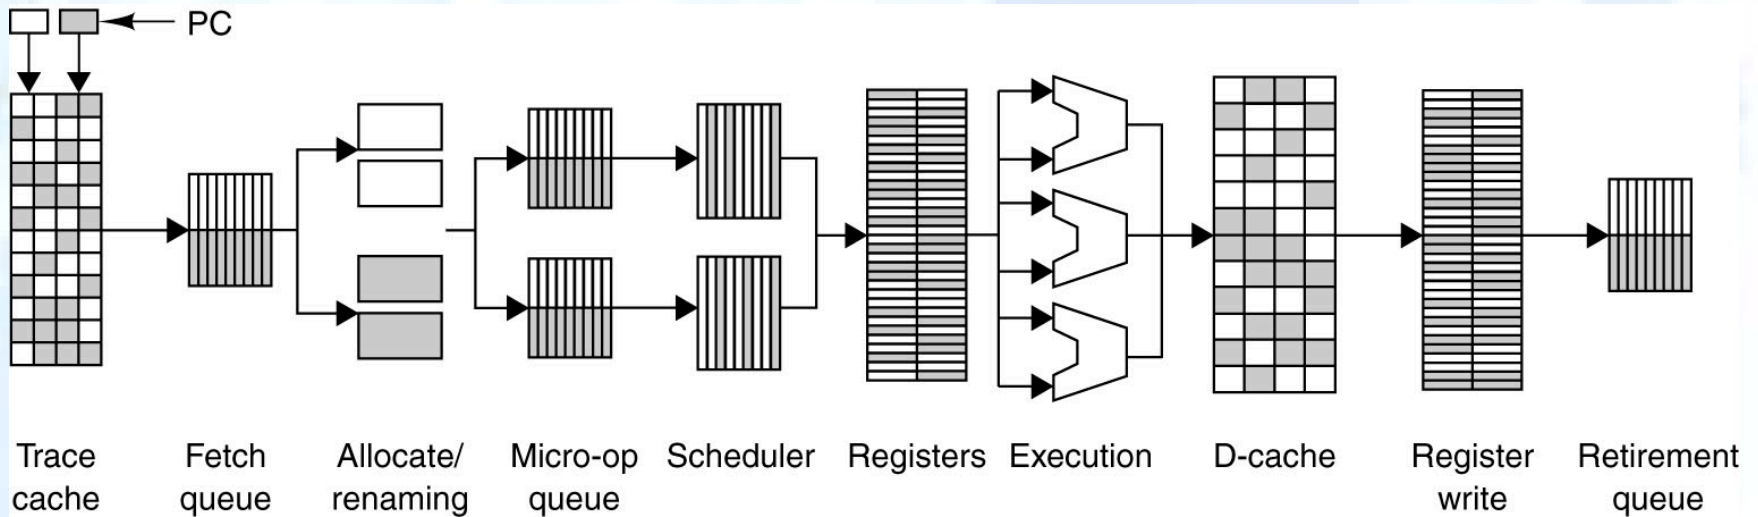 PC
Trace
cache
Fetch
queue
Allocate/
renaming
Micro-op
queue
Scheduler
Registers
Execution
D-cache
Register
write
Retirement
queue